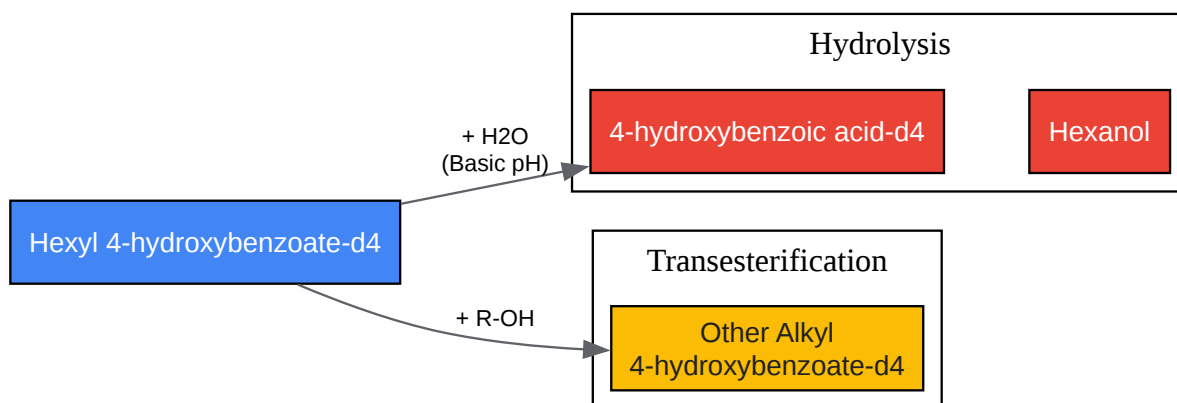 Hydrolysis
4-hydroxybenzoic acid-d4
Hexanol
+ H2O
(Basic pH)
Hexyl 4-hydroxybenzoate-d4
Transesterification
+ R-OH
Other Alkyl
4-hydroxybenzoate-d4